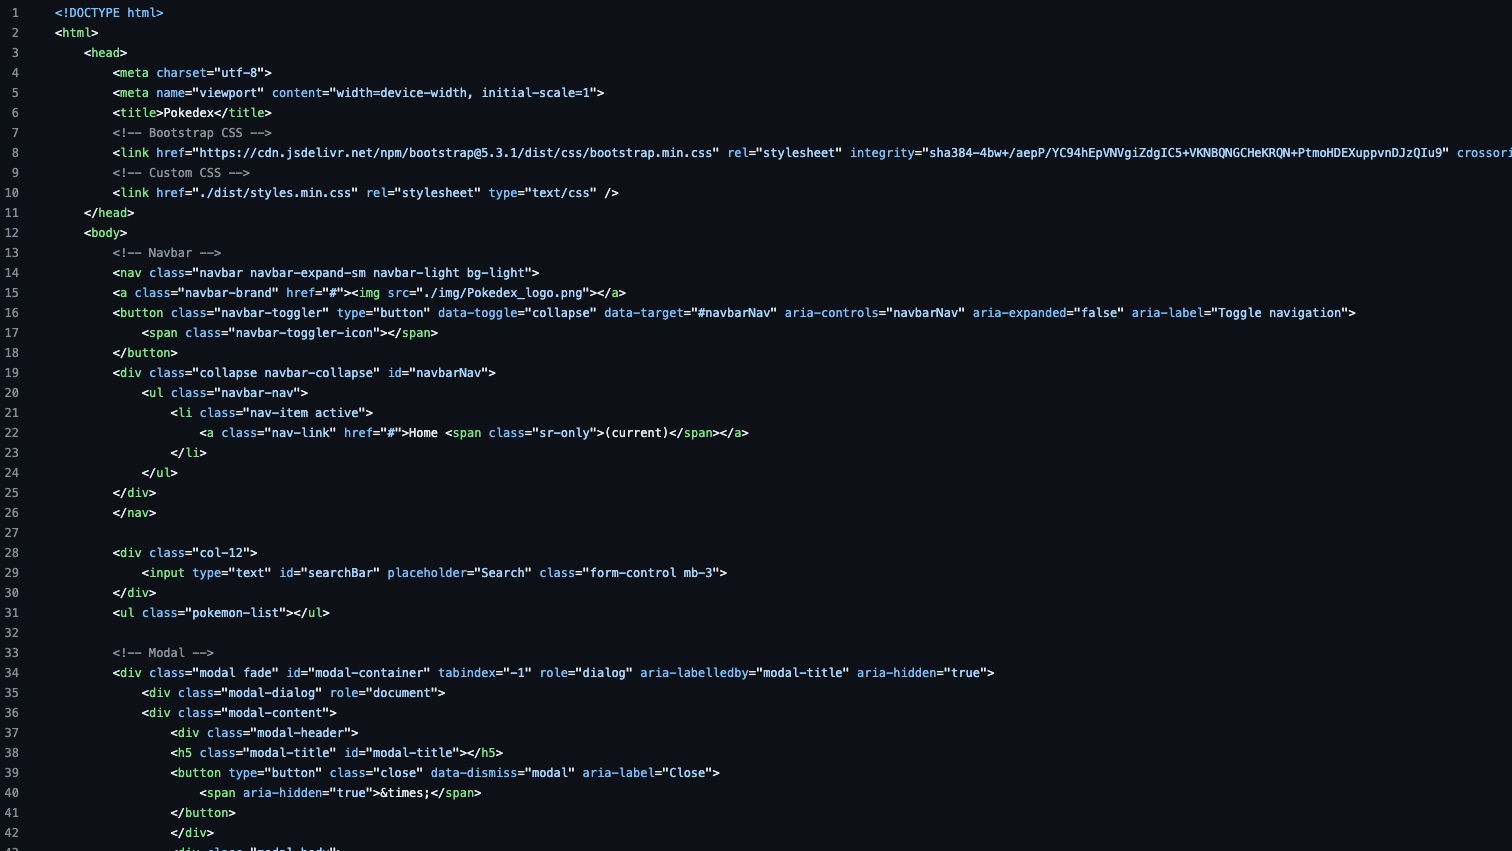 1 <!DOCTYPE html>
2 <html>
3 <head>
4 <meta charset="utf-8">
5 <meta name="viewport" content="width=device-width, initial-scale=1">
6 <title>Pokedex</title>
7 <!-- Bootstrap CSS -->
8 <link href="https://cdn.jsdelivr.net/npm/bootstrap@5.3.1/dist/css/bootstrap.min.css" rel="stylesheet" integrity="sha384-4bw+/aepP/YC94hEpVNVgiZdgIC5+VKNBQNGCHeKRQN+PtmoHDEXuppvnDJzQIu9" crossori
9 <!-- Custom CSS -->
10 <link href="./dist/styles.min.css" rel="stylesheet" type="text/css" />
11 </head>
12 <body>
13 <!-- Navbar -->
14 <nav class="navbar navbar-expand-sm navbar-light bg-light">
15 <a class="navbar-brand" href="#"><img src="./img/Pokedex_logo.png"></a>
16 <button class="navbar-toggler" type="button" data-toggle="collapse" data-target="#navbarNav" aria-controls="navbarNav" aria-expanded="false" aria-label="Toggle navigation">
17 <span class="navbar-toggler-icon"></span>
18 </button>
19 <div class="collapse navbar-collapse" id="navbarNav">
20 <ul class="navbar-nav">
21 <li class="nav-item active">
22 <a class="nav-link" href="#">Home <span class="sr-only">(current)</span></a>
23 </li>
24 </ul>
25 </div>
26 </nav>
27
28 <div class="col-12">
29 <input type="text" id="searchBar" placeholder="Search" class="form-control mb-3">
30 </div>
31 <ul class="pokemon-list"></ul>
32
33 <!-- Modal -->
34 <div class="modal fade" id="modal-container" tabindex="-1" role="dialog" aria-labelledby="modal-title" aria-hidden="true">
35 <div class="modal-dialog" role="document">
36 <div class="modal-content">
37 <div class="modal-header">
38 <h5 class="modal-title" id="modal-title"></h5>
39 <button type="button" class="close" data-dismiss="modal" aria-label="Close">
40 <span aria-hidden="true">&times;</span>
41 </button>
42 </div>
43 <div class="modal-body">